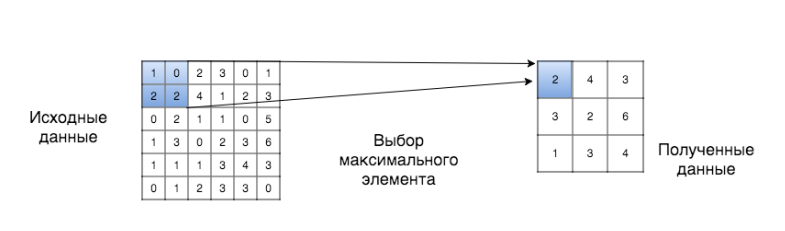 1 0 2 3 0 1
2 2 4 1 2 3
0 2 1 1 0 5
1 3 0 2 3 6
1 1 1 3 4 3
0 1 2 3 3 0
Исходные
данные
Выбор
максимального
элемента
2 4 3
3 2 6
1 3 4
Полученные
данные